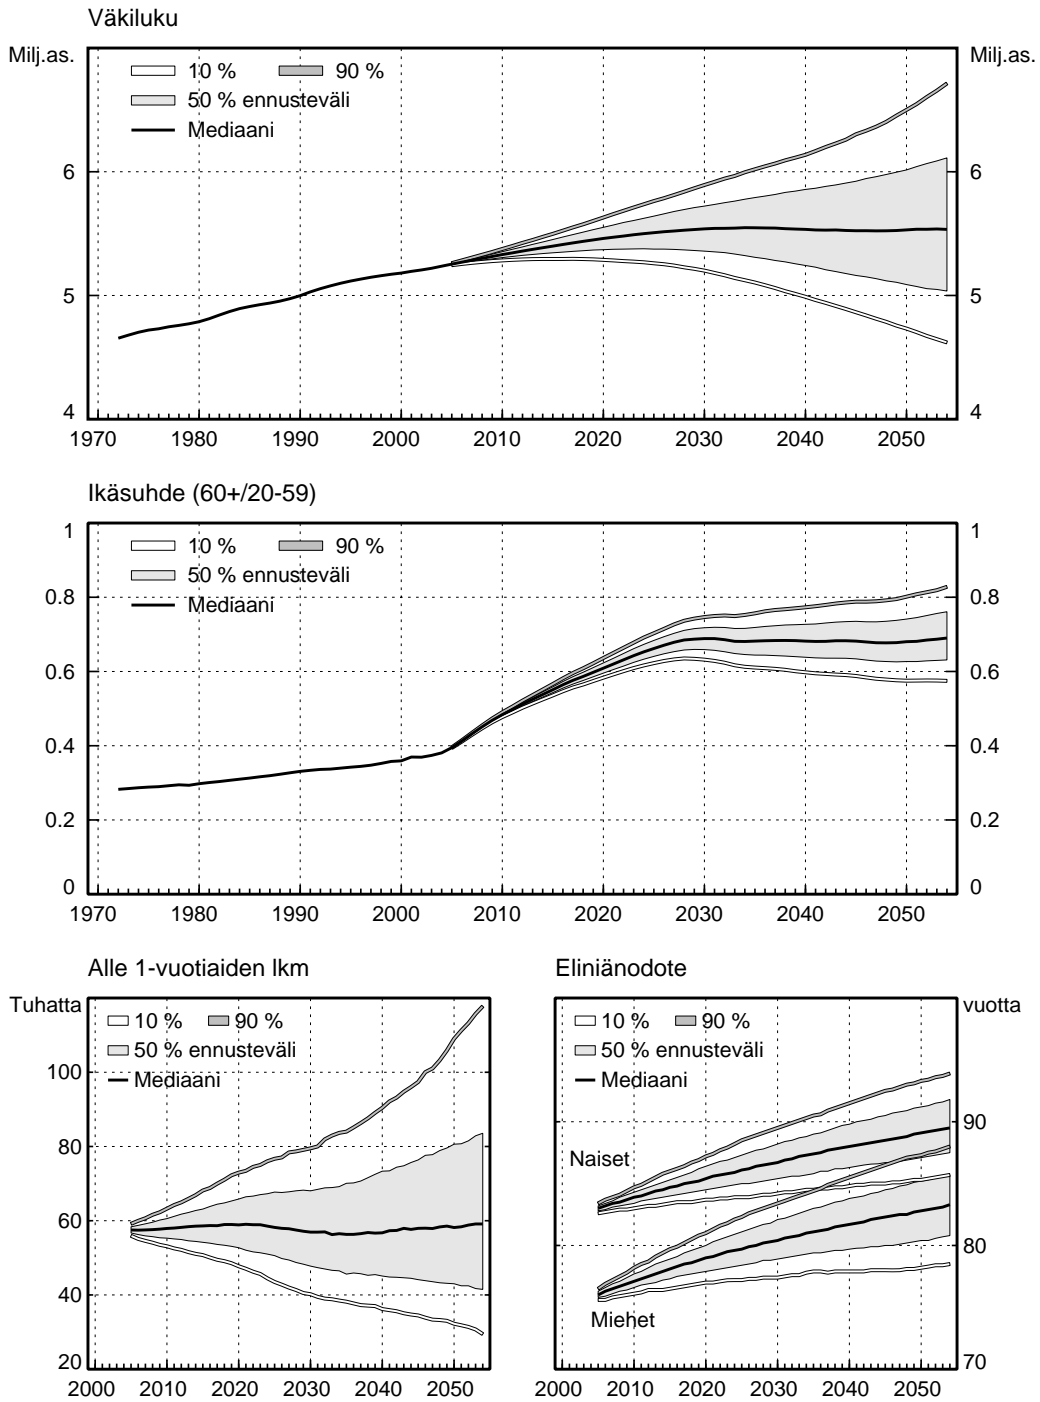 Väkiluku
Milj.as.
Milj.as.
10 %
90 %
50 % ennusteväli
Mediaani
6
6
5
5
4
4
1970 1980 1990 2000 2010 2020 2030 2040 2050
Ikäsuhde (60+/20-59)
1
1
10 %
90 %
50 % ennusteväli
0.8
Mediaani
0.8
0.6
0.6
0.4
0.4
0.2
0.2
0
0
1970 1980 1990 2000 2010 2020 2030 2040 2050
Alle 1-vuotiaiden lkm
Tuhatta
10 %
90 %
50 % ennusteväli
Mediaani
100
80
60
40
20
2000 2010 2020 2030 2040 2050
Eliniänodote
vuotta
10 %
90 %
50 % ennusteväli
Mediaani
90
Naiset
80
Miehet
70
2000 2010 2020 2030 2040 2050